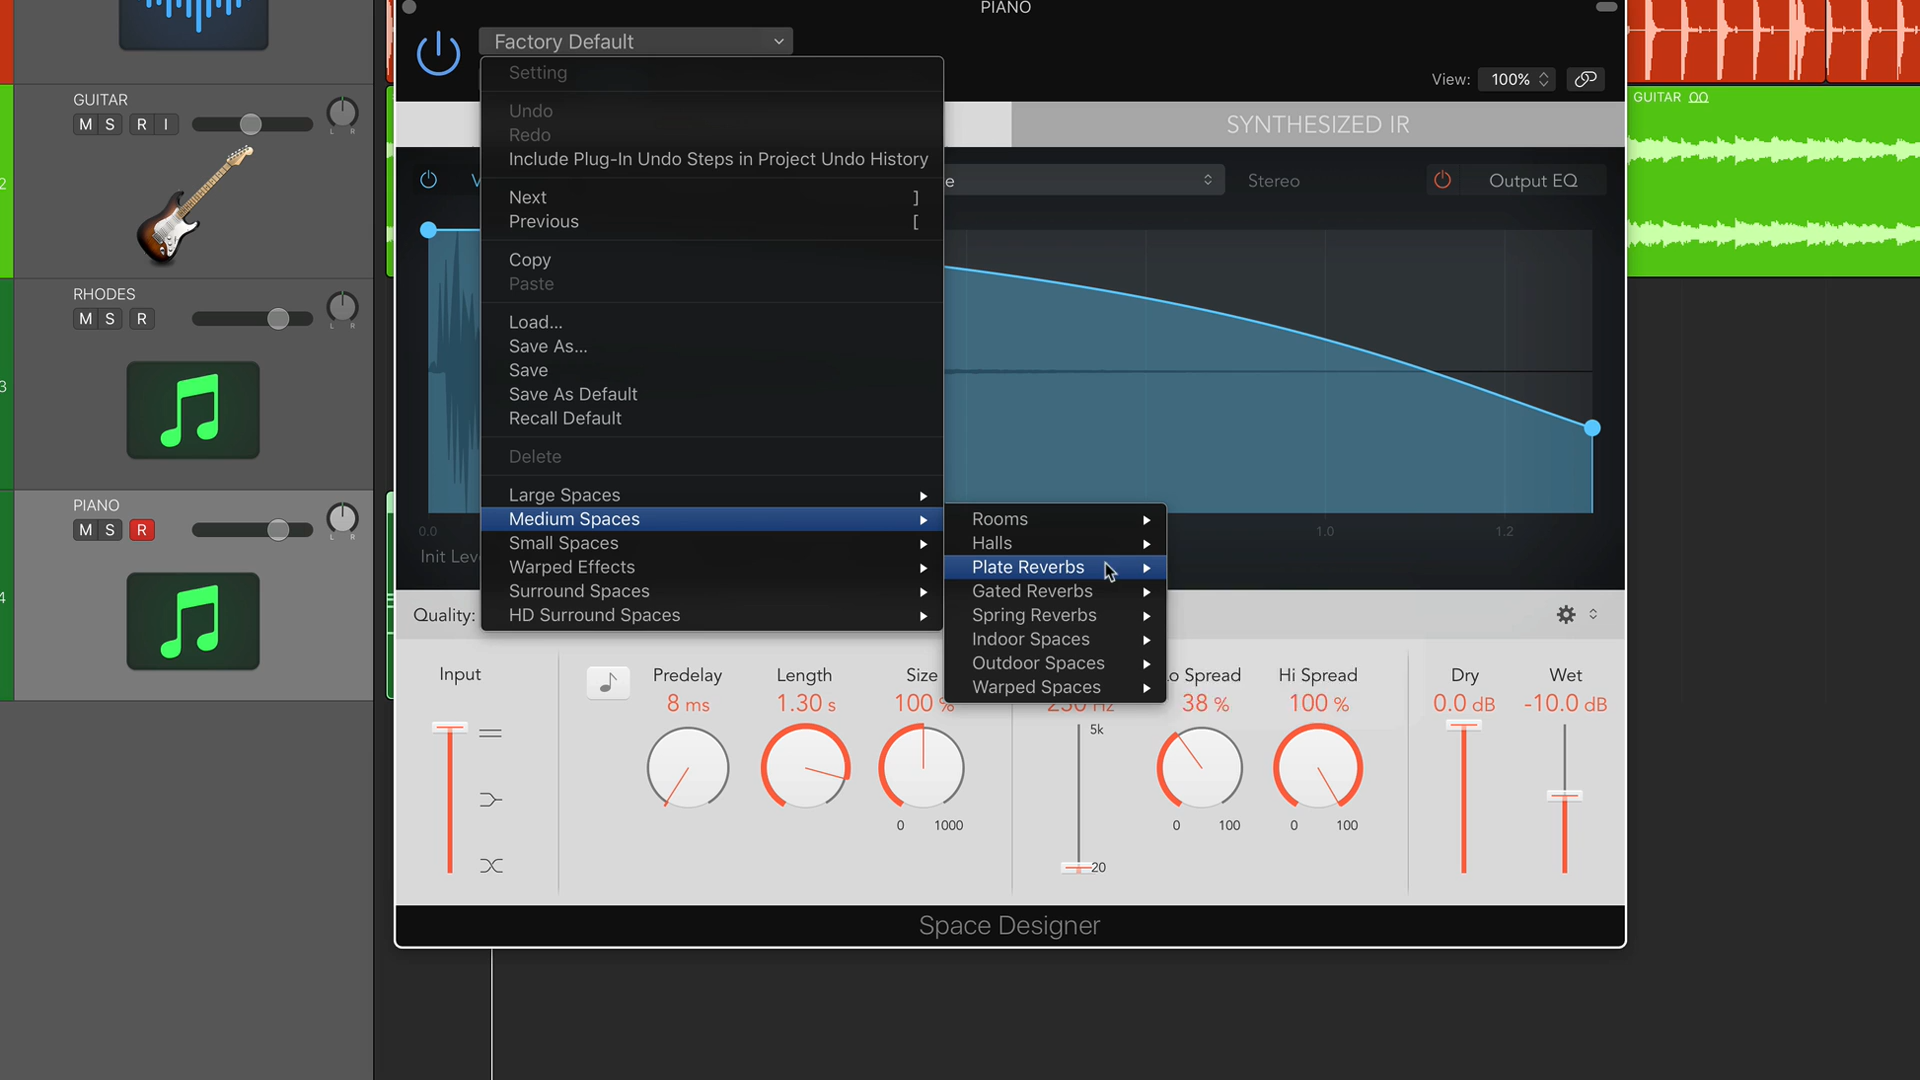 PIANO
Factory Default
View: 100%
SYNTHESIZED IR
Stereo
Output EQ
Setting
Undo
Redo
Include Plug-In Undo Steps in Project Undo History
Next ]
Previous [
Copy
Paste
Load...
Save As...
Save
Save As Default
Recall Default
Delete
Large Spaces
Medium Spaces
Small Spaces
Warped Effects
Surround Spaces
HD Surround Spaces
Rooms
Halls
Plate Reverbs
Gated Reverbs
Spring Reverbs
Indoor Spaces
Outdoor Spaces
Warped Spaces
GUITAR
M S R I
L R
RHODES
M S R
L R
PIANO
M S R
L R
2
3
4
GUITAR
0.0
1.0
1.2
Init Lev
Quality:
Input
Predelay
8 ms
Length
1.30 s
Size
100 %
0 1000
5k
20
o Spread
38 %
0 100
Hi Spread
100 %
0 100
Dry
0.0 dB
Wet
-10.0 dB
Space Designer